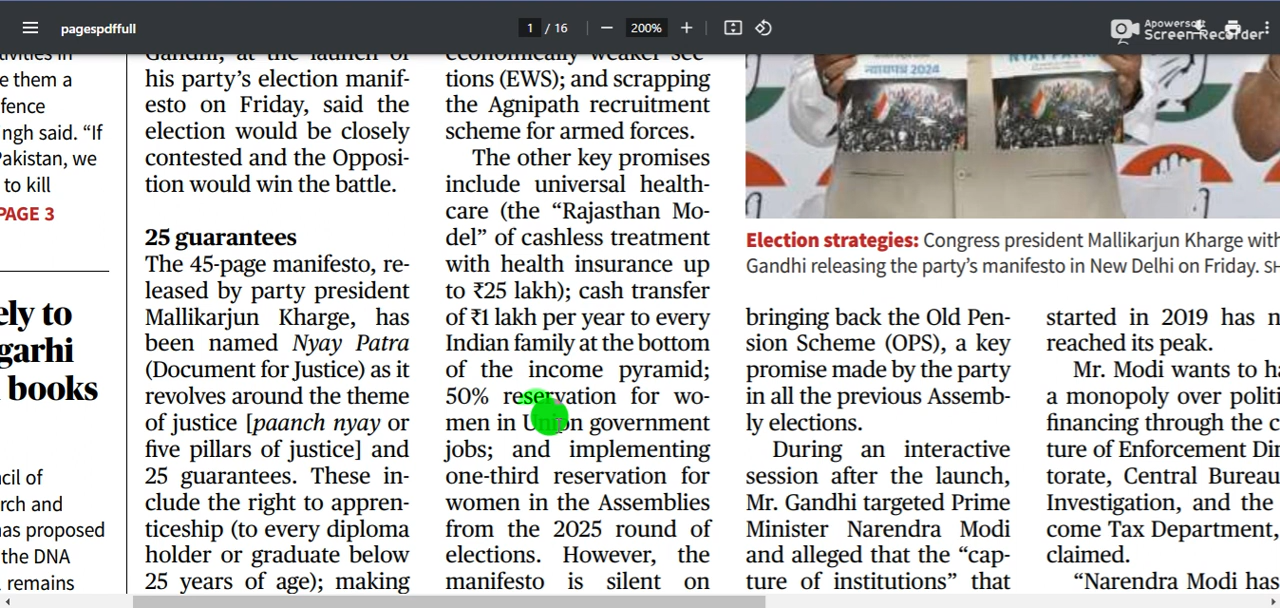 pagespdffull
1 / 16
200%
Apowersoft
Screen Recorder
tivities in
e them a
fence
ngh said. “If
Pakistan, we
to kill
PAGE 3
ely to
garhi
books
cil of
rch and
has proposed
the DNA
remains
Gandhi, at the launch of
his party’s election manif-
esto on Friday, said the
election would be closely
contested and the Opposi-
tion would win the battle.
25 guarantees
The 45-page manifesto, re-
leased by party president
Mallikarjun Kharge, has
been named Nyay Patra
(Document for Justice) as it
revolves around the theme
of justice [paanch nyay or
five pillars of justice] and
25 guarantees. These in-
clude the right to appren-
ticeship (to every diploma
holder or graduate below
25 years of age); making
economically weaker sec-
tions (EWS); and scrapping
the Agnipath recruitment
scheme for armed forces.
The other key promises
include universal health-
care (the “Rajasthan Mo-
del” of cashless treatment
with health insurance up
to ₹25 lakh); cash transfer
of ₹1 lakh per year to every
Indian family at the bottom
of the income pyramid;
50% reservation for wo-
men in Union government
jobs; and implementing
one-third reservation for
women in the Assemblies
from the 2025 round of
elections. However, the
manifesto is silent on
न्यायपत्र 2024
NYAY PATRA
Election strategies: Congress president Mallikarjun Kharge with
Gandhi releasing the party’s manifesto in New Delhi on Friday. SH
bringing back the Old Pen-
sion Scheme (OPS), a key
promise made by the party
in all the previous Assemb-
ly elections.
During an interactive
session after the launch,
Mr. Gandhi targeted Prime
Minister Narendra Modi
and alleged that the “cap-
ture of institutions” that
started in 2019 has n
reached its peak.
Mr. Modi wants to ha
a monopoly over politi
financing through the c
ture of Enforcement Dir
torate, Central Bureau
Investigation, and the
come Tax Department,
claimed.
“Narendra Modi has